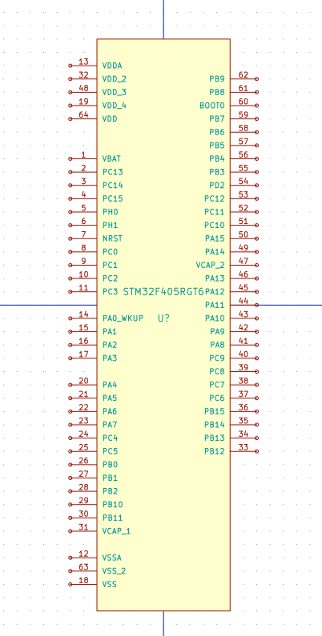 13 VDDA
32 VDD_2
48 VDD_3
19 VDD_4
64 VDD
1 VBAT
2 PC13
3 PC14
4 PC15
5 PH0
6 PH1
7 NRST
8 PC0
9 PC1
10 PC2
11 PC3
14 PA0_WKUP
15 PA1
16 PA2
17 PA3
20 PA4
21 PA5
22 PA6
23 PA7
24 PC4
25 PC5
26 PB0
27 PB1
28 PB2
29 PB10
30 PB11
31 VCAP_1
12 VSSA
63 VSS_2
18 VSS
STM32F405RGT6
U?
PB9 62
PB8 61
BOOT0 60
PB7 59
PB6 58
PB5 57
PB4 56
PB3 55
PD2 54
PC12 53
PC11 52
PC10 51
PA15 50
PA14 49
VCAP_2 47
PA13 46
PA12 45
PA11 44
PA10 43
PA9 42
PA8 41
PC9 40
PC8 39
PC7 38
PC6 37
PB15 36
PB14 35
PB13 34
PB12 33